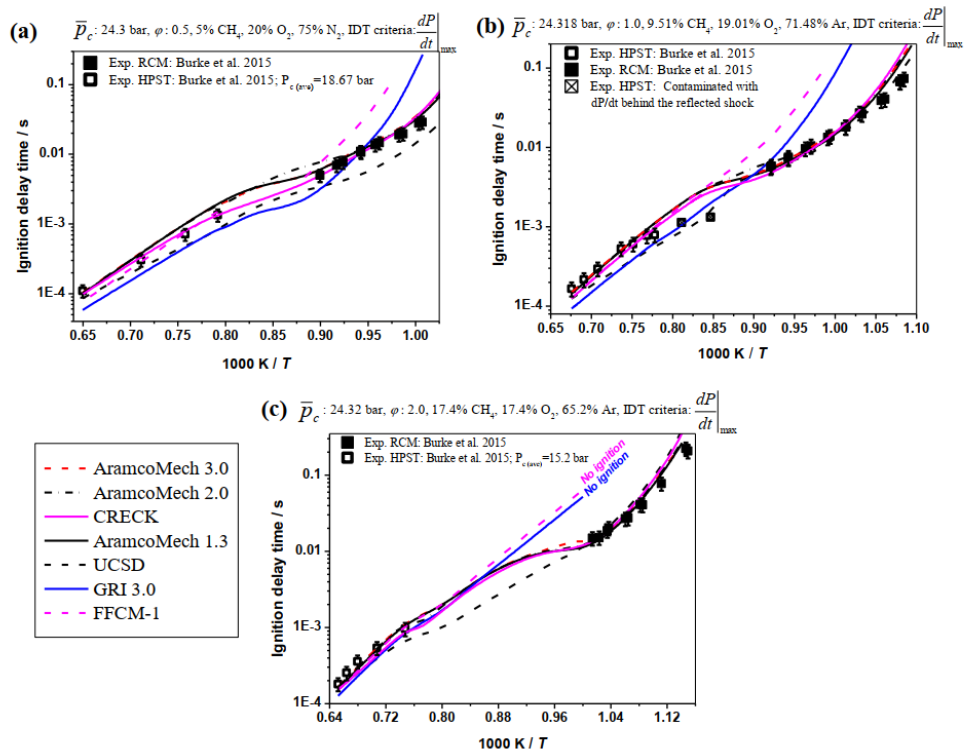 (a)
p̅c : 24.3 bar, φ : 0.5, 5% CH4, 20% O2, 75% N2, IDT criteria: dP/dt|max
Exp. RCM: Burke et al. 2015
Exp. HPST: Burke et al. 2015; Pc (ave)=18.67 bar
Ignition delay time / s
0.1
0.01
1E-3
1E-4
0.65 0.70 0.75 0.80 0.85 0.90 0.95 1.00
1000 K / T
(b)
p̅c : 24.318 bar, φ : 1.0, 9.51% CH4, 19.01% O2, 71.48% Ar, IDT criteria: dP/dt|max
Exp. HPST: Burke et al. 2015
Exp. RCM: Burke et al. 2015
Exp. HPST: Contaminated with
dP/dt behind the reflected shock
Ignition delay time / s
0.1
0.01
1E-3
1E-4
0.65 0.70 0.75 0.80 0.85 0.90 0.95 1.00 1.05 1.10
1000 K / T
(c)
p̅c : 24.32 bar, φ : 2.0, 17.4% CH4, 17.4% O2, 65.2% Ar, IDT criteria: dP/dt|max
Exp. RCM: Burke et al. 2015
Exp. HPST: Burke et al. 2015; Pc (ave)=15.2 bar
No ignition
No ignition
Ignition delay time / s
0.1
0.01
1E-3
1E-4
0.64 0.72 0.80 0.88 0.96 1.04 1.12
1000 K / T
AramcoMech 3.0
AramcoMech 2.0
CRECK
AramcoMech 1.3
UCSD
GRI 3.0
FFCM-1